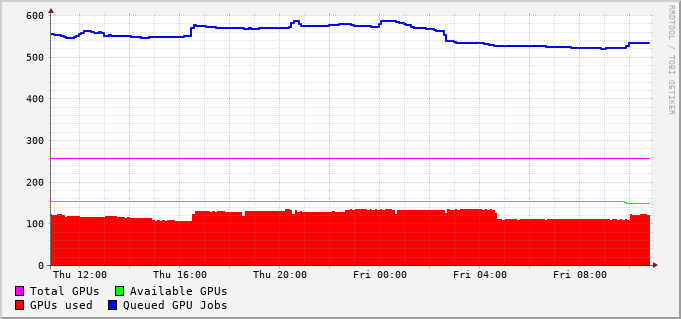 600
500
400
300
200
100
0
Thu 12:00 Thu 16:00 Thu 20:00 Fri 00:00 Fri 04:00 Fri 08:00
Total GPUs Available GPUs
GPUs used Queued GPU Jobs
RRDTOOL / TOBI OETIKER